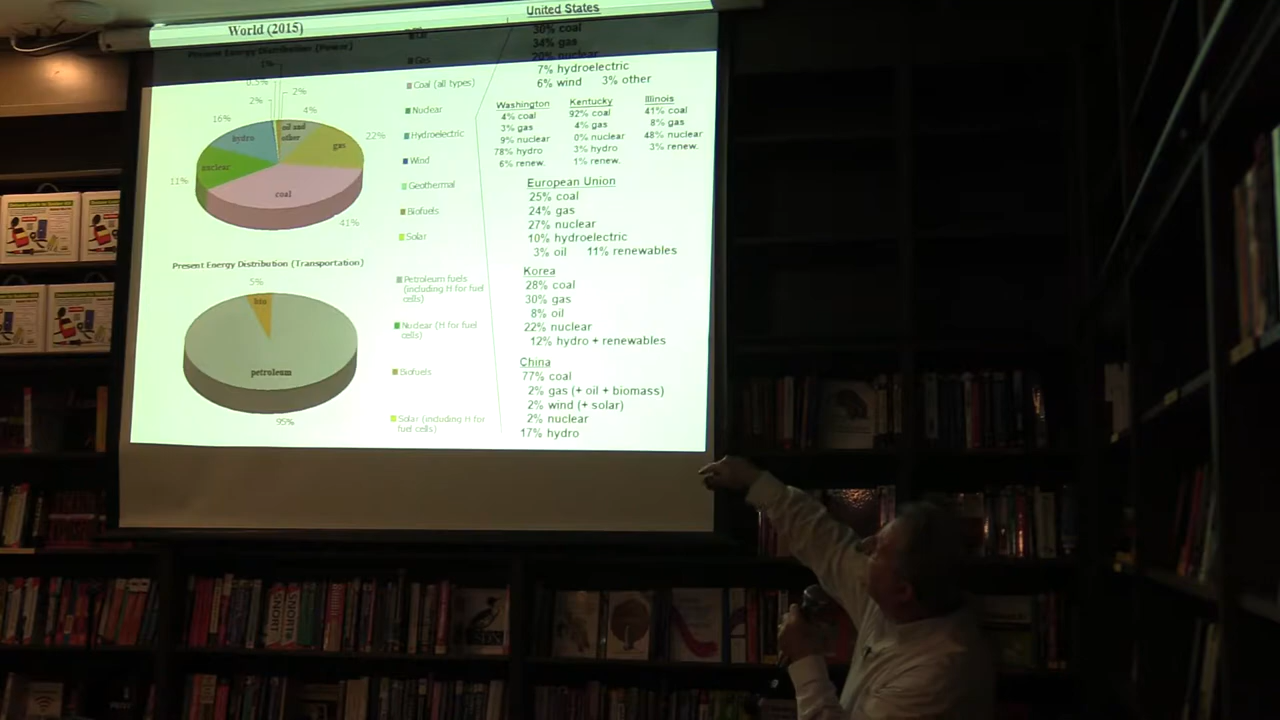 World (2015)
Present Energy Distribution (Power)
1%
0.5%
2%
2%
4%
16%
22%
11%
41%
hydro
oil and
other
gas
nuclear
coal
Oil
Gas
Coal (all types)
Nuclear
Hydroelectric
Wind
Geothermal
Biofuels
Solar
Present Energy Distribution (Transportation)
5%
bio
petroleum
95%
Petroleum fuels
(including H for fuel
cells)
Nuclear (H for fuel
cells)
Biofuels
Solar (including H for
fuel cells)
United States
30% coal
34% gas
20% nuclear
7% hydroelectric
6% wind 3% other
Washington
4% coal
3% gas
9% nuclear
78% hydro
6% renew.
Kentucky
92% coal
4% gas
0% nuclear
3% hydro
1% renew.
Illinois
41% coal
8% gas
48% nuclear
3% renew.
European Union
25% coal
24% gas
27% nuclear
10% hydroelectric
3% oil 11% renewables
Korea
28% coal
30% gas
8% oil
22% nuclear
12% hydro + renewables
China
77% coal
2% gas (+ oil + biomass)
2% wind (+ solar)
2% nuclear
17% hydro